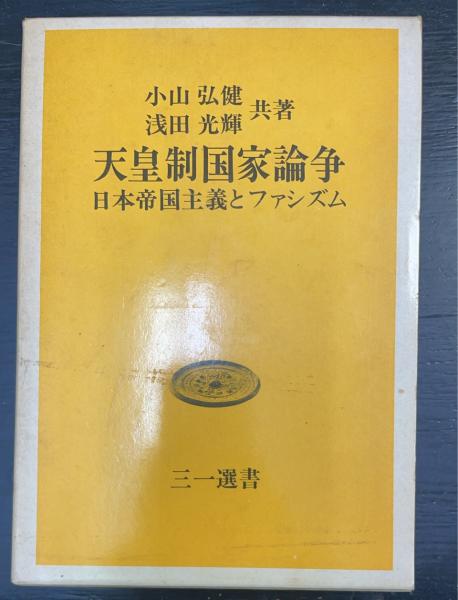 小山 弘健
浅田 光輝 共著
天皇制国家論争
日本帝国主義とファシズム
三一選書